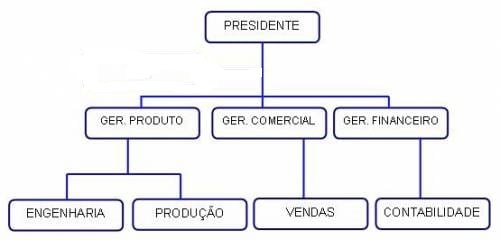 PRESIDENTE
GER. PRODUTO
GER. COMERCIAL
GER. FINANCEIRO
ENGENHARIA
PRODUÇÃO
VENDAS
CONTABILIDADE